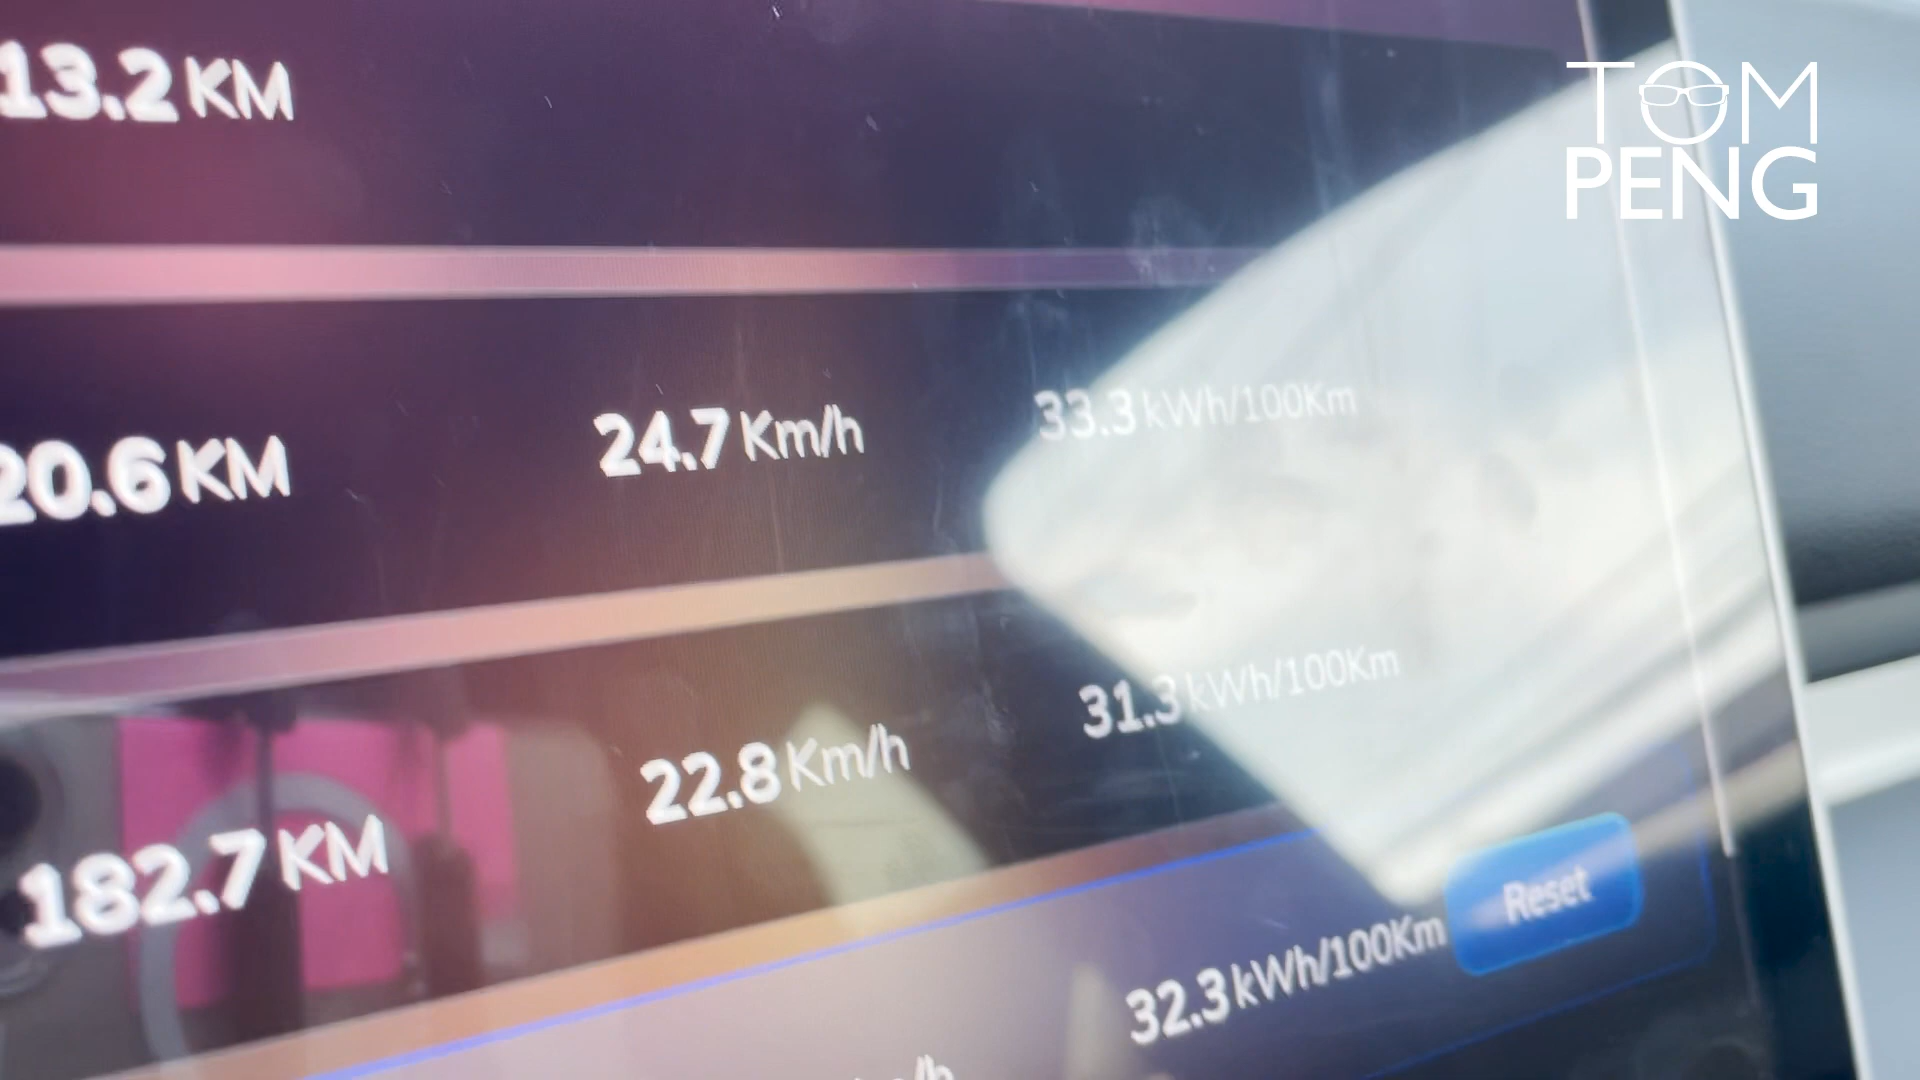 TOM
PENG
13.2 KM
20.6 KM 24.7 Km/h 33.3 kWh/100Km
182.7 KM 22.8 Km/h 31.3 kWh/100Km
32.3 kWh/100Km Reset